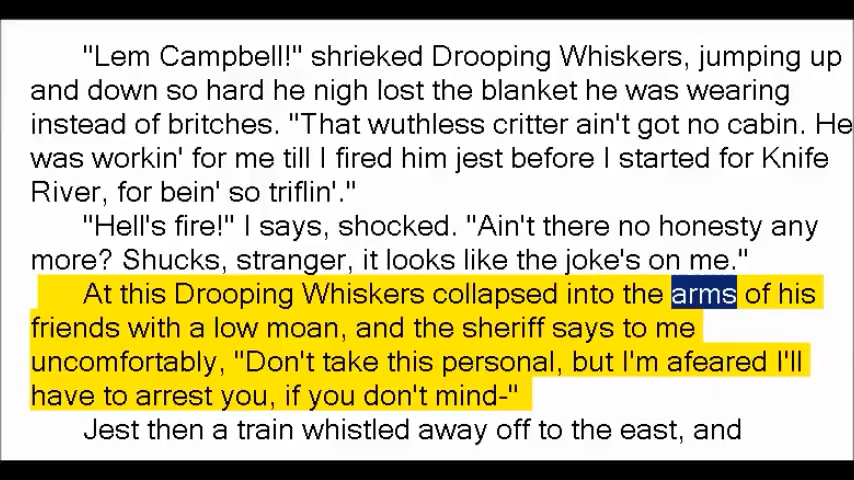 "Lem Campbell!" shrieked Drooping Whiskers, jumping up
and down so hard he nigh lost the blanket he was wearing
instead of britches. "That wuthless critter ain't got no cabin. He
was workin' for me till I fired him jest before I started for Knife
River, for bein' so triflin'."
"Hell's fire!" I says, shocked. "Ain't there no honesty any
more? Shucks, stranger, it looks like the joke's on me."
At this Drooping Whiskers collapsed into the arms of his
friends with a low moan, and the sheriff says to me
uncomfortably, "Don't take this personal, but I'm afeared I'll
have to arrest you, if you don't mind-"
Jest then a train whistled away off to the east, and